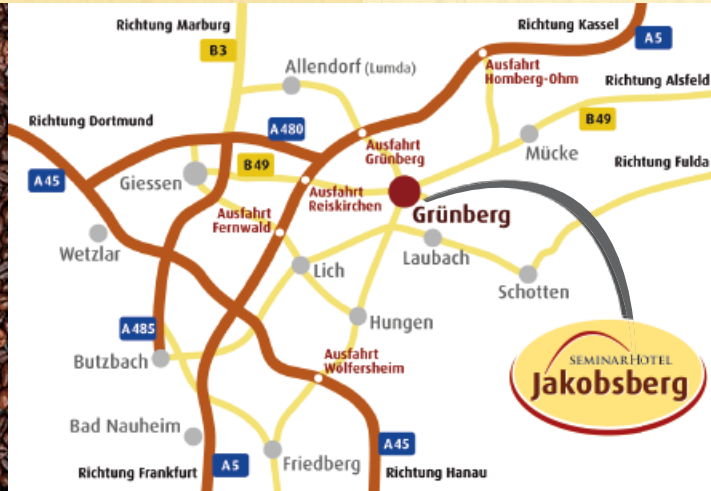 Richtung Marburg
Richtung Kassel
B3
A5
Allendorf (Lumda)
Ausfahrt
Homberg-Ohm
Richtung Alsfeld
Richtung Dortmund
A480
B49
Ausfahrt
Grünberg
Mücke
B49
Richtung Fulda
A45
Giessen
Ausfahrt
Reiskirchen
Ausfahrt
Fernwald
Grünberg
Wetzlar
Laubach
Lich
Schotten
A485
Hungen
Butzbach
Ausfahrt
Wölfersheim
SEMINARHOTEL
Jakobsberg
Bad Nauheim
A45
Richtung Frankfurt
A5
Friedberg
Richtung Hanau